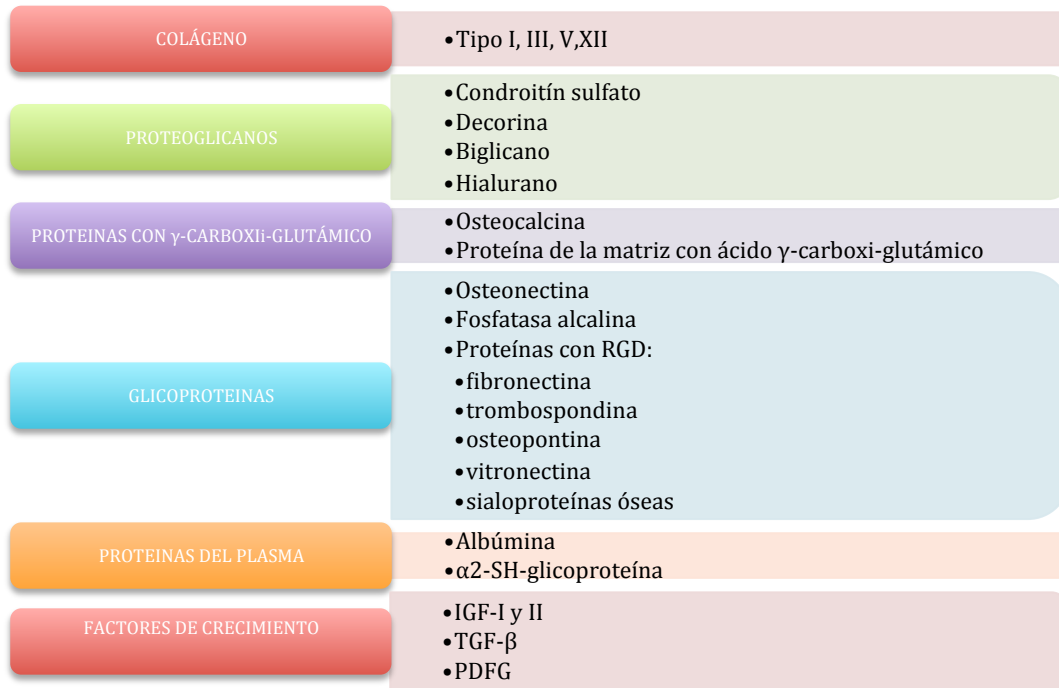 COLÁGENO
•Tipo I, III, V,XII
PROTEOGLICANOS
•Condroitín sulfato
•Decorina
•Biglicano
•Hialurano
PROTEINAS CON γ-CARBOXIi-GLUTÁMICO
•Osteocalcina
•Proteína de la matriz con ácido γ-carboxi-glutámico
GLICOPROTEINAS
•Osteonectina
•Fosfatasa alcalina
•Proteínas con RGD:
•fibronectina
•trombospondina
•osteopontina
•vitronectina
•sialoproteínas óseas
PROTEINAS DEL PLASMA
•Albúmina
•α2-SH-glicoproteína
FACTORES DE CRECIMIENTO
•IGF-I y II
•TGF-β
•PDFG